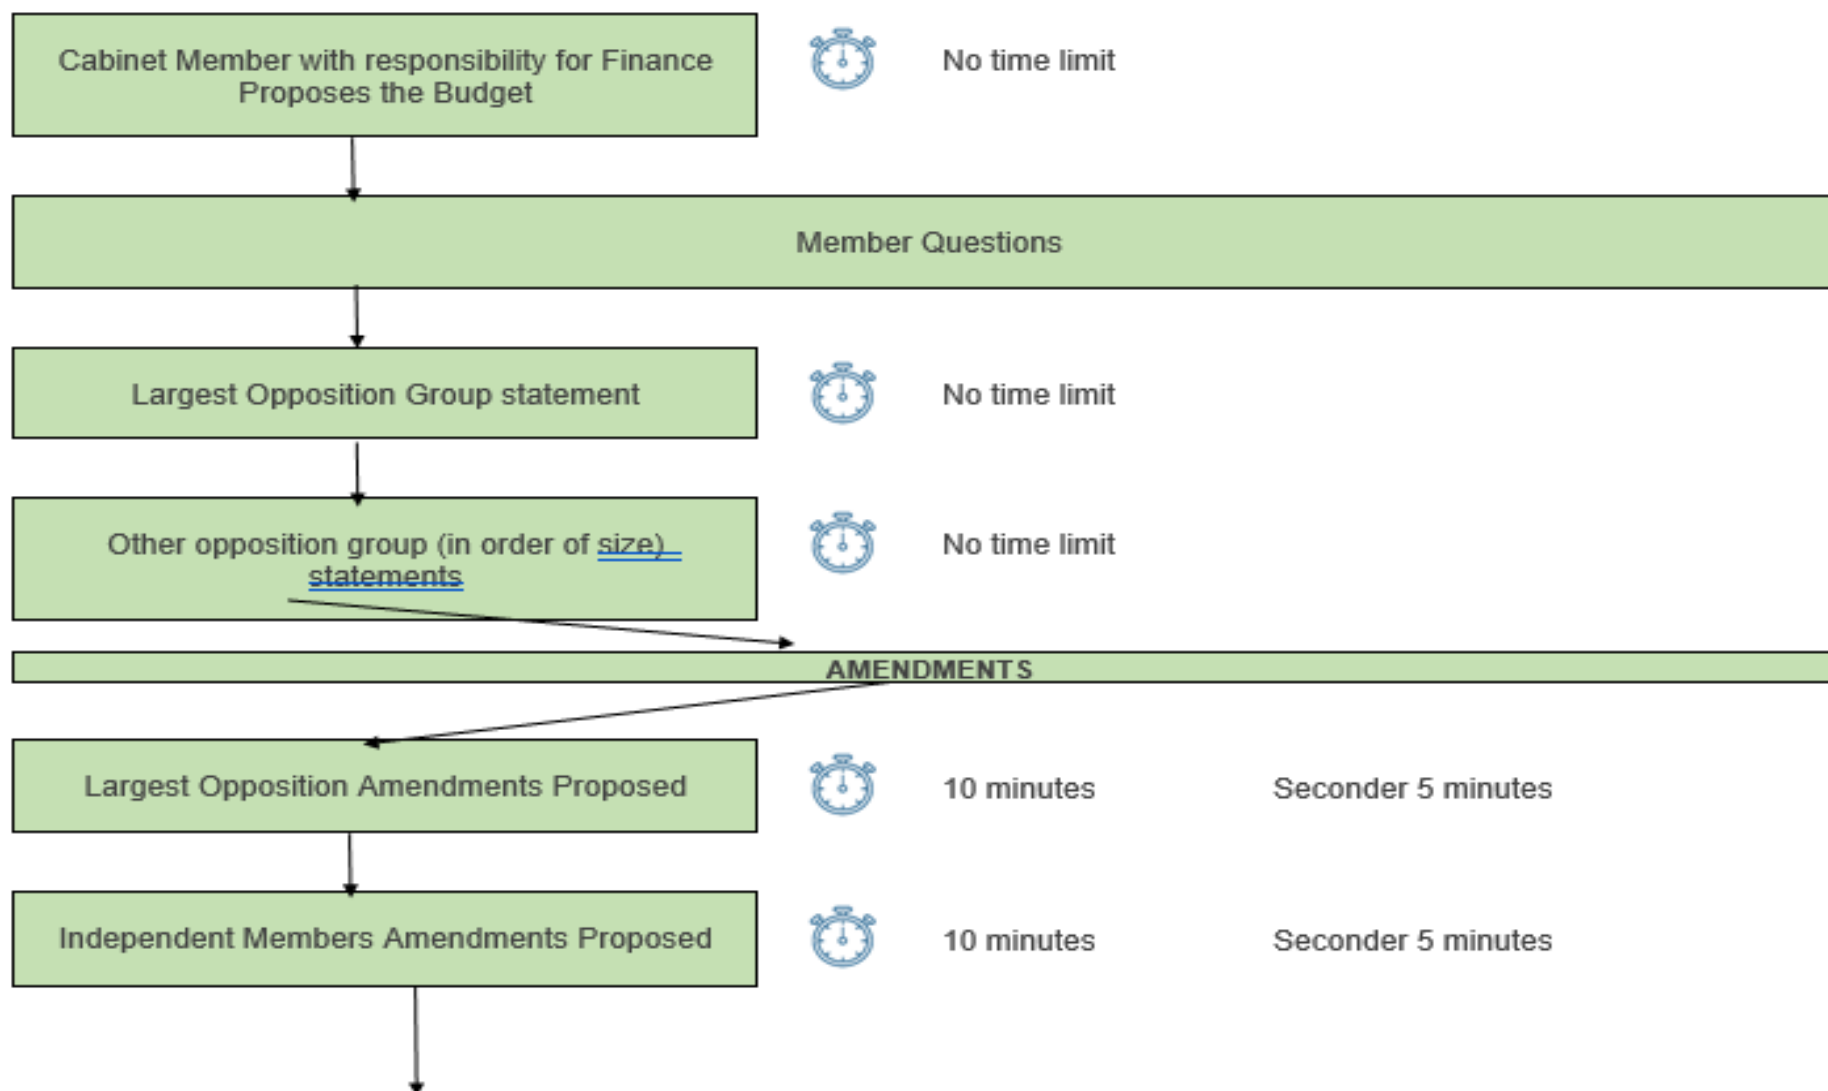 Cabinet Member with responsibility for Finance
Proposes the Budget
No time limit
Member Questions
Largest Opposition Group statement
No time limit
Other opposition group (in order of size)
statements
No time limit
AMENDMENTS
Largest Opposition Amendments Proposed
10 minutes
Seconder 5 minutes
Independent Members Amendments Proposed
10 minutes
Seconder 5 minutes